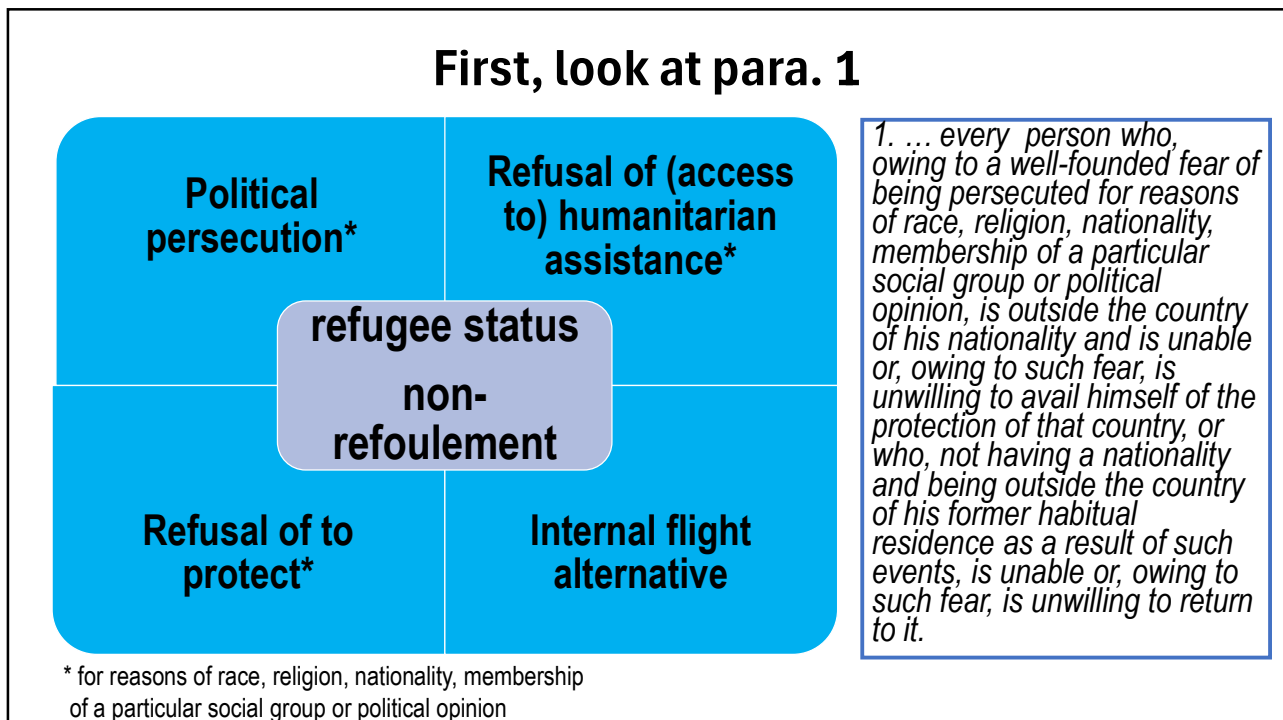 First, look at para. 1
Political
persecution*
Refusal of (access
to) humanitarian
assistance*
refugee status
non-
refoulement
Refusal of to
protect*
Internal flight
alternative
* for reasons of race, religion, nationality, membership
of a particular social group or political opinion
1. … every person who,
owing to a well-founded fear of
being persecuted for reasons
of race, religion, nationality,
membership of a particular
social group or political
opinion, is outside the country
of his nationality and is unable
or, owing to such fear, is
unwilling to avail himself of the
protection of that country, or
who, not having a nationality
and being outside the country
of his former habitual
residence as a result of such
events, is unable or, owing to
such fear, is unwilling to return
to it.